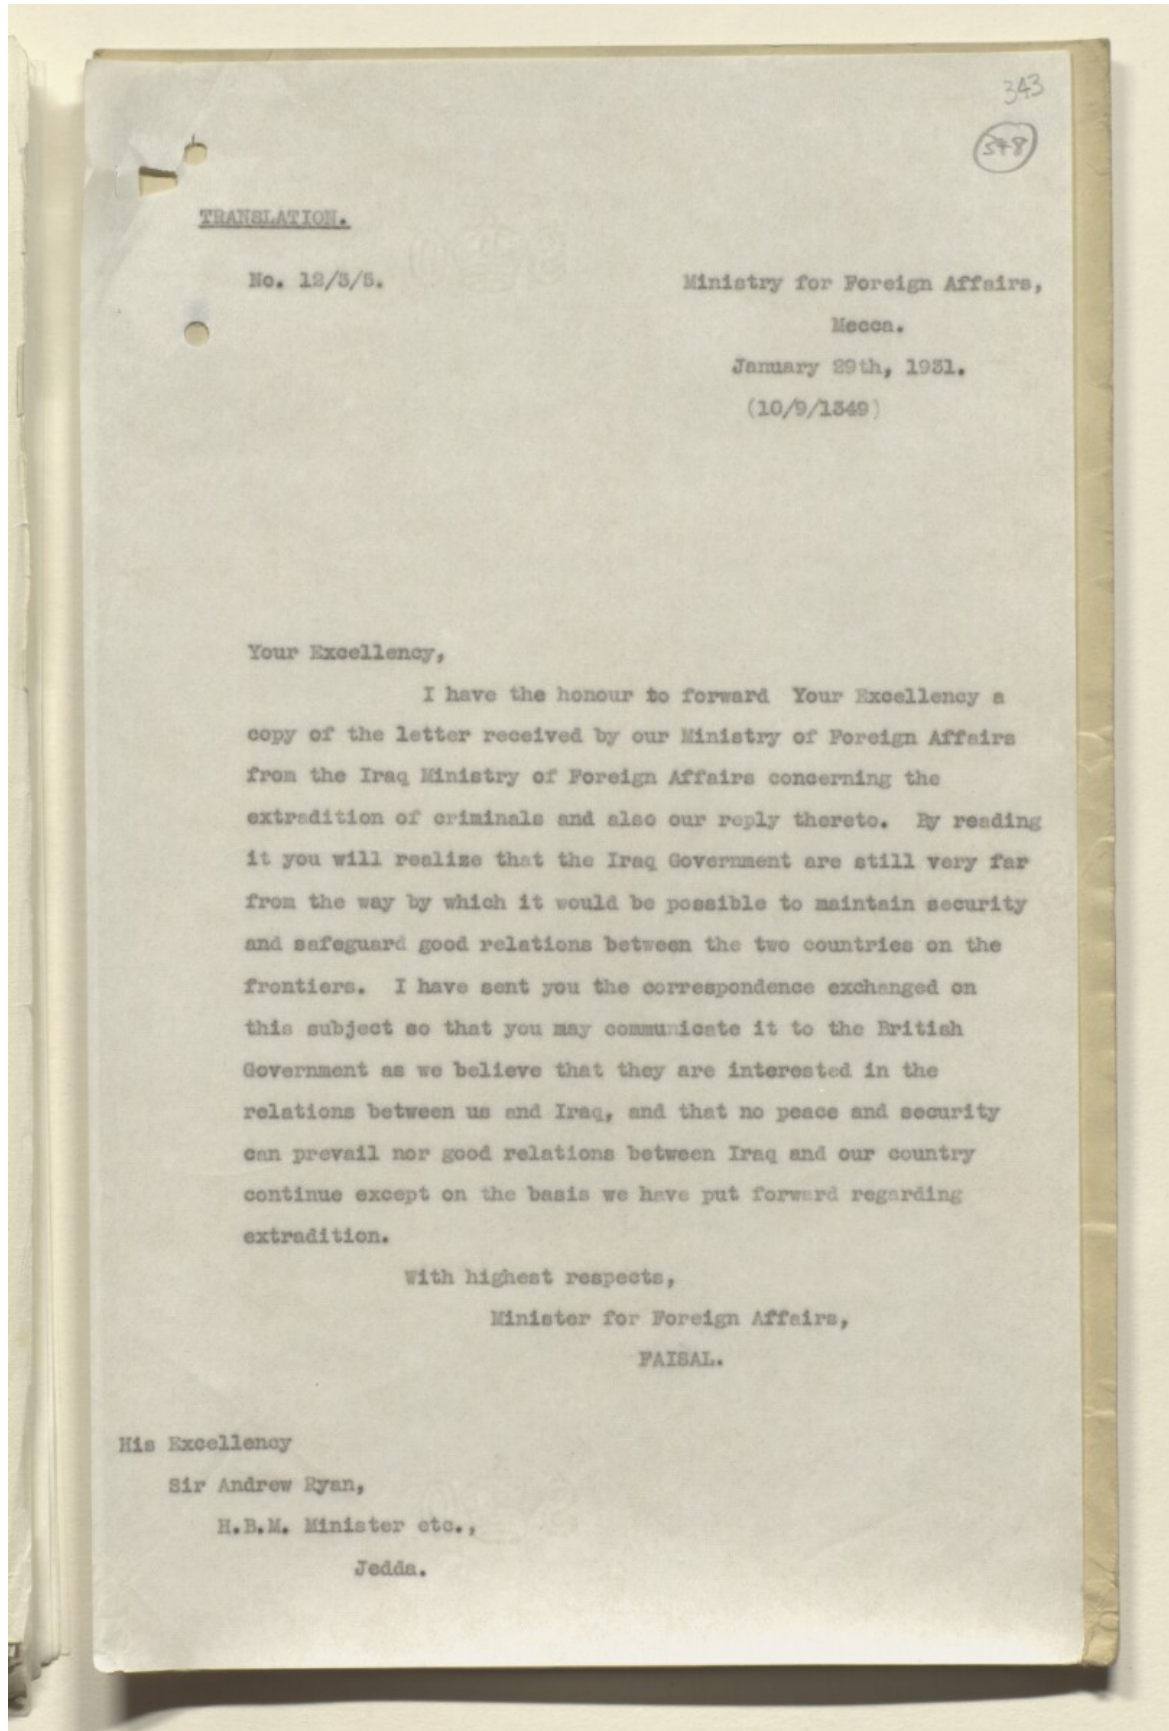 343
348
TRANSLATION.
No. 12/3/5.
Ministry for Foreign Affairs,
Mecca.
January 29th, 1931.
(10/9/1349)
Your Excellency,
I have the honour to forward Your Excellency a
copy of the letter received by our Ministry of Foreign Affairs
from the Iraq Ministry of Foreign Affairs concerning the
extradition of criminals and also our reply thereto. By reading
it you will realize that the Iraq Government are still very far
from the way by which it would be possible to maintain security
and safeguard good relations between the two countries on the
frontiers. I have sent you the correspondence exchanged on
this subject so that you may communicate it to the British
Government as we believe that they are interested in the
relations between us and Iraq, and that no peace and security
can prevail nor good relations between Iraq and our country
continue except on the basis we have put forward regarding
extradition.
With highest respects,
Minister for Foreign Affairs,
FAISAL.
His Excellency
Sir Andrew Ryan,
H.B.M. Minister etc.,
Jedda.